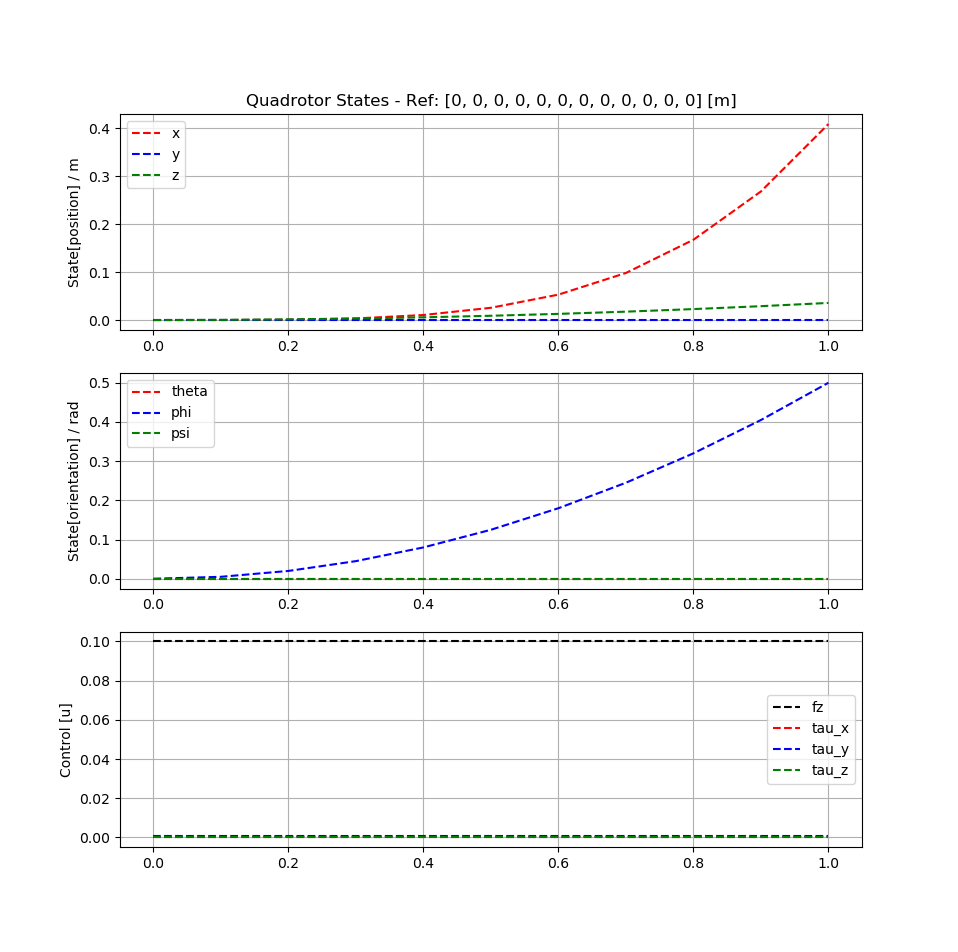 Quadrotor States - Ref: [0, 0, 0, 0, 0, 0, 0, 0, 0, 0, 0, 0] [m]
State[position] / m
0.4
0.3
0.2
0.1
0.0
x
y
z
0.0 0.2 0.4 0.6 0.8 1.0
State[orientation] / rad
0.5
0.4
0.3
0.2
0.1
0.0
theta
phi
psi
0.0 0.2 0.4 0.6 0.8 1.0
Control [u]
0.10
0.08
0.06
0.04
0.02
0.00
fz
tau_x
tau_y
tau_z
0.0 0.2 0.4 0.6 0.8 1.0